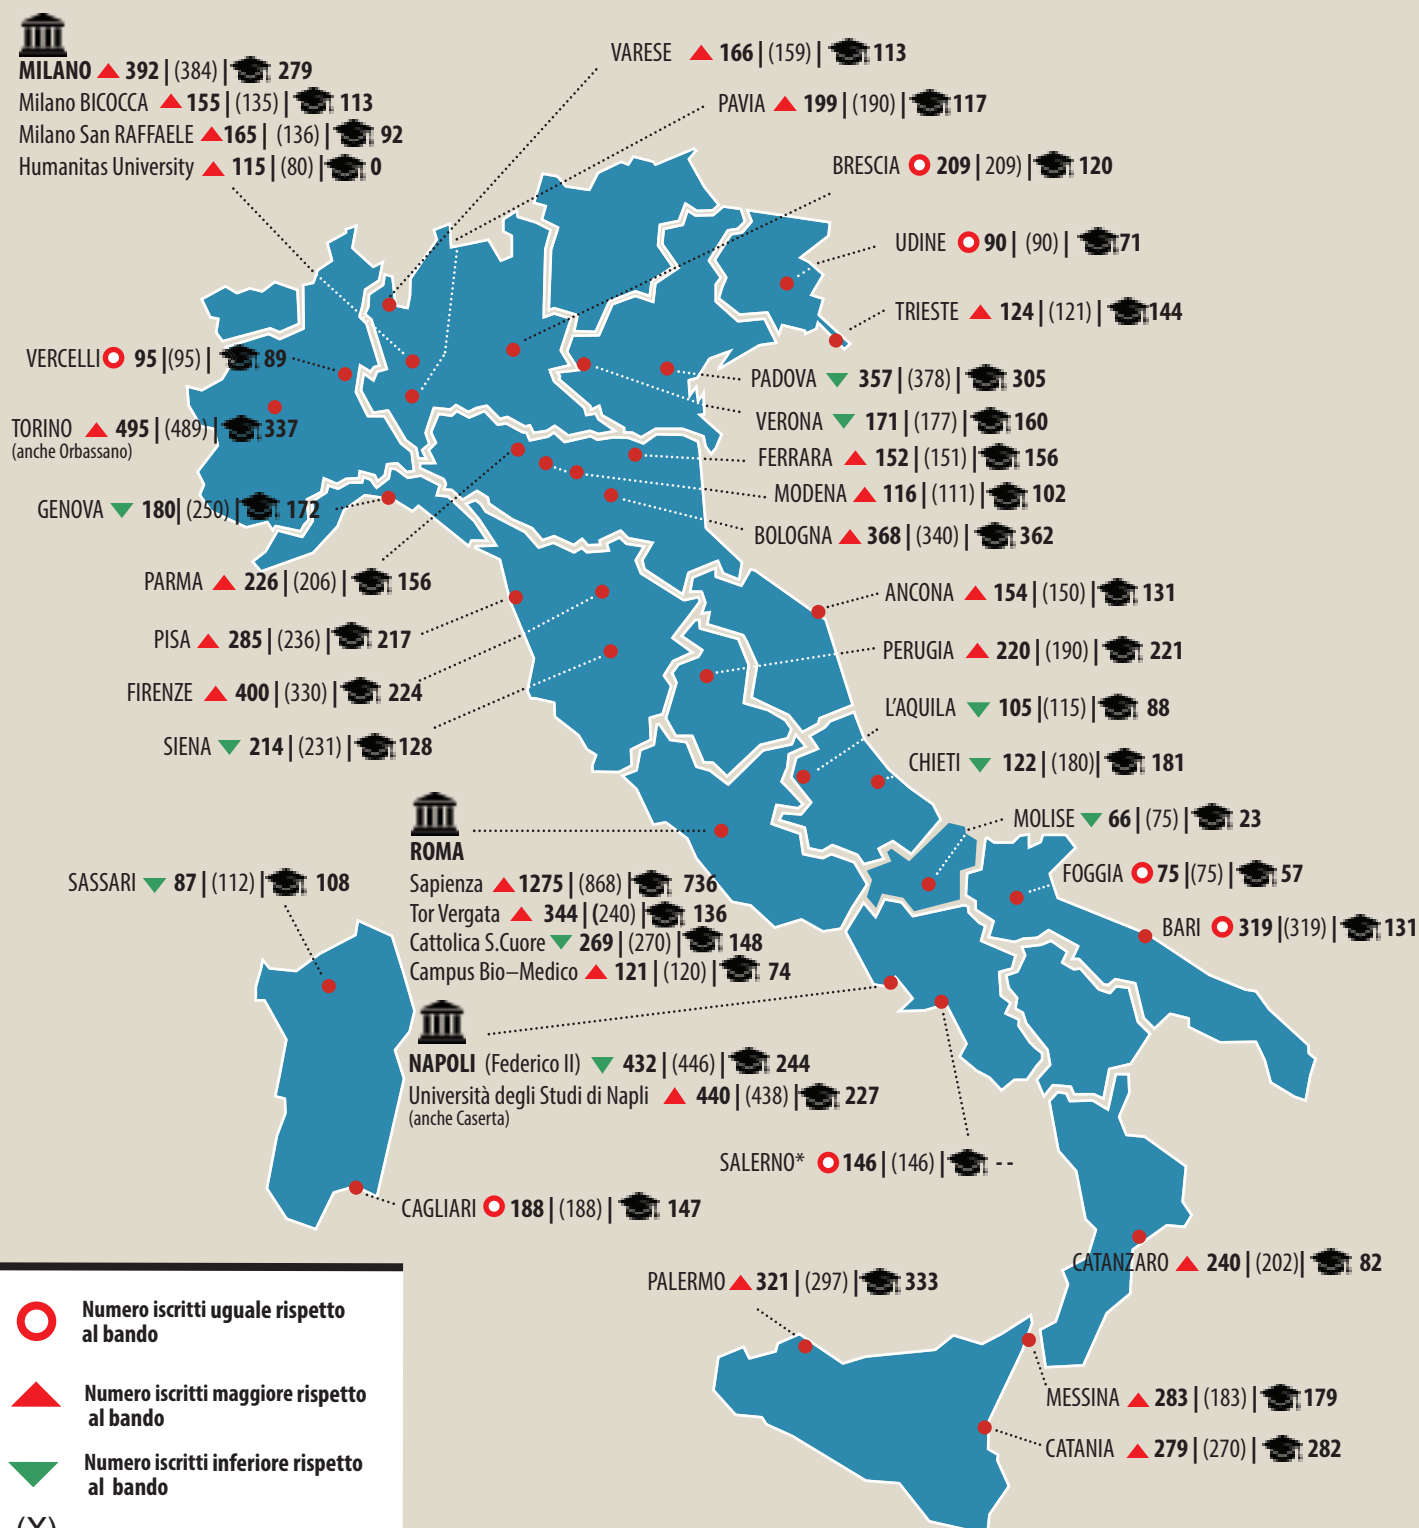 MILANO 392 | (384) | 279
Milano BICOCCA 155 | (135) | 113
Milano San RAFFAELE 165 | (136) | 92
Humanitas University 115 | (80) | 0
VARESE 166 | (159) | 113
PAVIA 199 | (190) | 117
BRESCIA 209 | 209) | 120
UDINE 90 | (90) | 71
TRIESTE 124 | (121) | 144
VERCELLI 95 | (95) | 89
PADOVA 357 | (378) | 305
VERONA 171 | (177) | 160
TORINO 495 | (489) | 337
(anche Orbassano)
FERRARA 152 | (151) | 156
MODENA 116 | (111) | 102
GENOVA 180 | (250) | 172
BOLOGNA 368 | (340) | 362
PARMA 226 | (206) | 156
ANCONA 154 | (150) | 131
PISA 285 | (236) | 217
PERUGIA 220 | (190) | 221
FIRENZE 400 | (330) | 224
L'AQUILA 105 | (115) | 88
SIENA 214 | (231) | 128
CHIETI 122 | (180) | 181
MOLISE 66 | (75) | 23
ROMA
Sapienza 1275 | (868) | 736
Tor Vergata 344 | (240) | 136
Cattolica S.Cuore 269 | (270) | 148
Campus Bio–Medico 121 | (120) | 74
FOGGIA 75 | (75) | 57
SASSARI 87 | (112) | 108
BARI 319 | (319) | 131
NAPOLI (Federico II) 432 | (446) | 244
Università degli Studi di Napli 440 | (438) | 227
(anche Caserta)
SALERNO* 146 | (146) | --
CAGLIARI 188 | (188) | 147
CATANZARO 240 | (202) | 82
PALERMO 321 | (297) | 333
MESSINA 283 | (183) | 179
CATANIA 279 | (270) | 282
Numero iscritti uguale rispetto
al bando
Numero iscritti maggiore rispetto
al bando
Numero iscritti inferiore rispetto
al bando
(X)